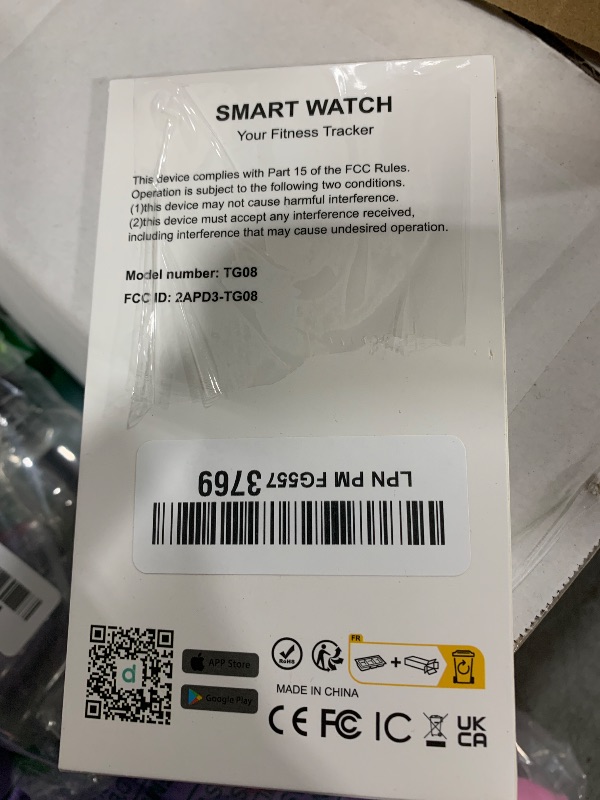 SMART WATCH
Your Fitness Tracker
This device complies with Part 15 of the FCC Rules.
Operation is subject to the following two conditions.
(1)this device may not cause harmful interference.
(2)this device must accept any interference received,
including interference that may cause undesired operation.
Model number: TG08
FCC ID: 2APD3-TG08
LPN PM FG557 3769
d
APP Store
Google Play
RoHS
FR
+
MADE IN CHINA
CE FC IC UK
CA